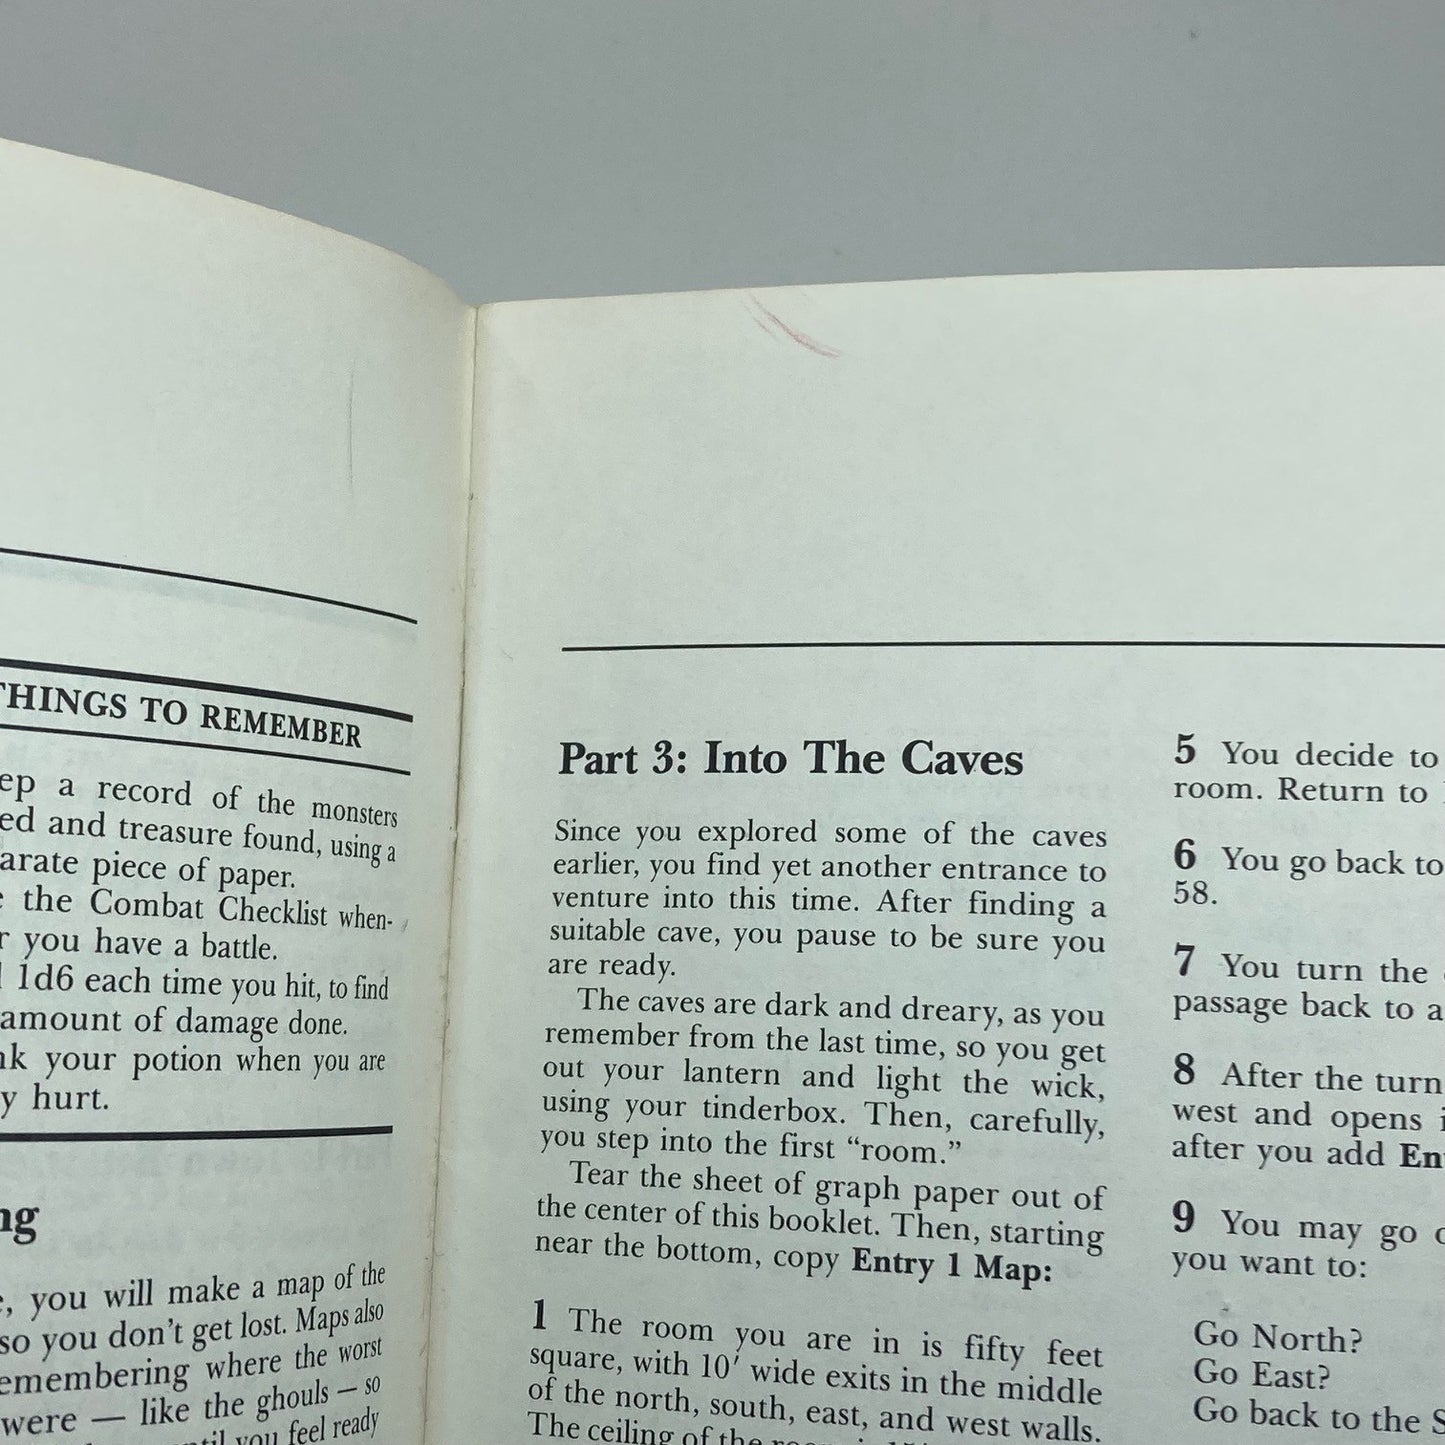 THINGS TO REMEMBER
a record of the monsters
and treasure found, using a
piece of paper.
the Combat Checklist when-
you have a battle.
1d6 each time you hit, to find
amount of damage done.
your potion when you are
hurt.
you will make a map of the
so you don't get lost. Maps also
where the worst
were — like the ghouls — so
you feel ready
Part 3: Into The Caves
Since you explored some of the caves
earlier, you find yet another entrance to
venture into this time. After finding a
suitable cave, you pause to be sure you
are ready.
The caves are dark and dreary, as you
remember from the last time, so you get
out your lantern and light the wick,
using your tinderbox. Then, carefully,
you step into the first “room.”
Tear the sheet of graph paper out of
the center of this booklet. Then, starting
near the bottom, copy Entry 1 Map:
1 The room you are in is fifty feet
square, with 10′ wide exits in the middle
of the north, south, east, and west walls.
The ceiling of the room
5 You decide to
room. Return to
6 You go back to
58.
7 You turn the
passage back to a
8 After the turn
west and opens
after you add
9 You may go
you want to:
Go North?
Go East?
Go back to the